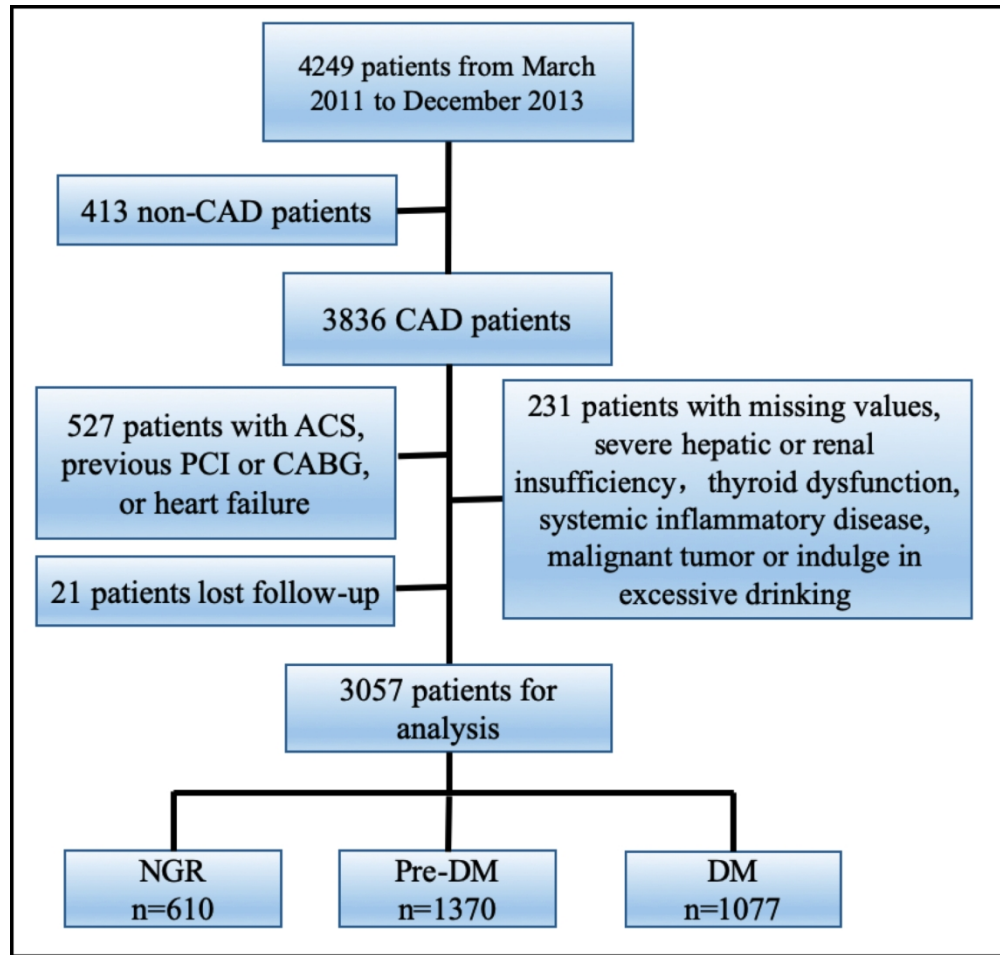 4249 patients from March
2011 to December 2013
413 non-CAD patients
3836 CAD patients
527 patients with ACS,
previous PCI or CABG,
or heart failure
231 patients with missing values,
severe hepatic or renal
insufficiency，thyroid dysfunction,
systemic inflammatory disease,
malignant tumor or indulge in
excessive drinking
21 patients lost follow-up
3057 patients for
analysis
NGR
n=610
Pre-DM
n=1370
DM
n=1077